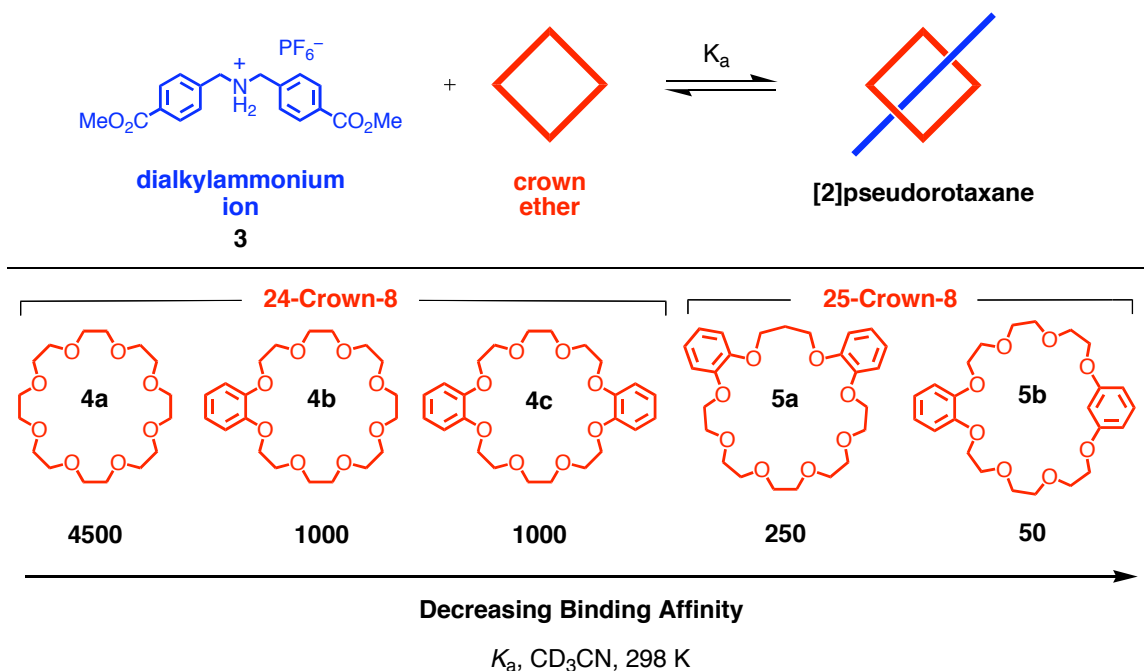 PF₆⁻
+
N
H₂
MeO₂C
CO₂Me
+
Kₐ
dialkylammonium
ion
3
crown
ether
[2]pseudorotaxane
24-Crown-8
25-Crown-8
O O O O O O O O
4a
O O O O O O O O
4b
O O O O O O O O
4c
O O O O O O O O
5a
O O O O O O O O
5b
4500
1000
1000
250
50
Decreasing Binding Affinity
Kₐ, CD₃CN, 298 K